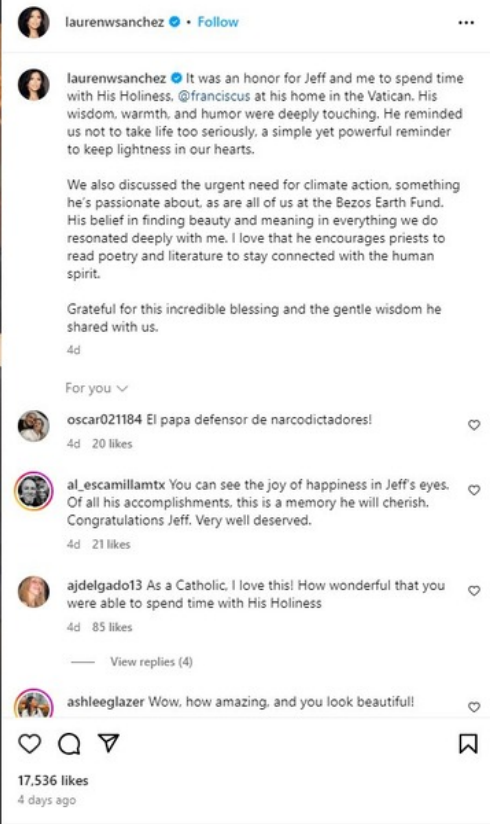 laurenwsanchez • Follow
laurenwsanchez It was an honor for Jeff and me to spend time
with His Holiness, @franciscus at his home in the Vatican. His
wisdom, warmth, and humor were deeply touching. He reminded
us not to take life too seriously, a simple yet powerful reminder
to keep lightness in our hearts.
We also discussed the urgent need for climate action, something
he's passionate about, as are all of us at the Bezos Earth Fund.
His belief in finding beauty and meaning in everything we do
resonated deeply with me. I love that he encourages priests to
read poetry and literature to stay connected with the human
spirit.
Grateful for this incredible blessing and the gentle wisdom he
shared with us.
4d
For you
oscar021184 El papa defensor de narcodictadores!
4d 20 likes
al_escamillamtx You can see the joy of happiness in Jeff's eyes.
Of all his accomplishments, this is a memory he will cherish.
Congratulations Jeff. Very well deserved.
4d 21 likes
ajdelgado13 As a Catholic, I love this! How wonderful that you
were able to spend time with His Holiness
4d 85 likes
View replies (4)
ashleeglazer Wow, how amazing, and you look beautiful!
17,536 likes
4 days ago